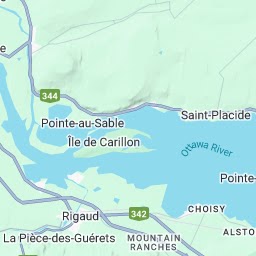 e
344
Saint-Placide
Pointe-au-Sable
Île de Carillon
Ottawa River
Pointe-
Rigaud
342
CHOISY
La Pièce-des-Guérets
MOUNTAIN
RANCHES
ALSTO